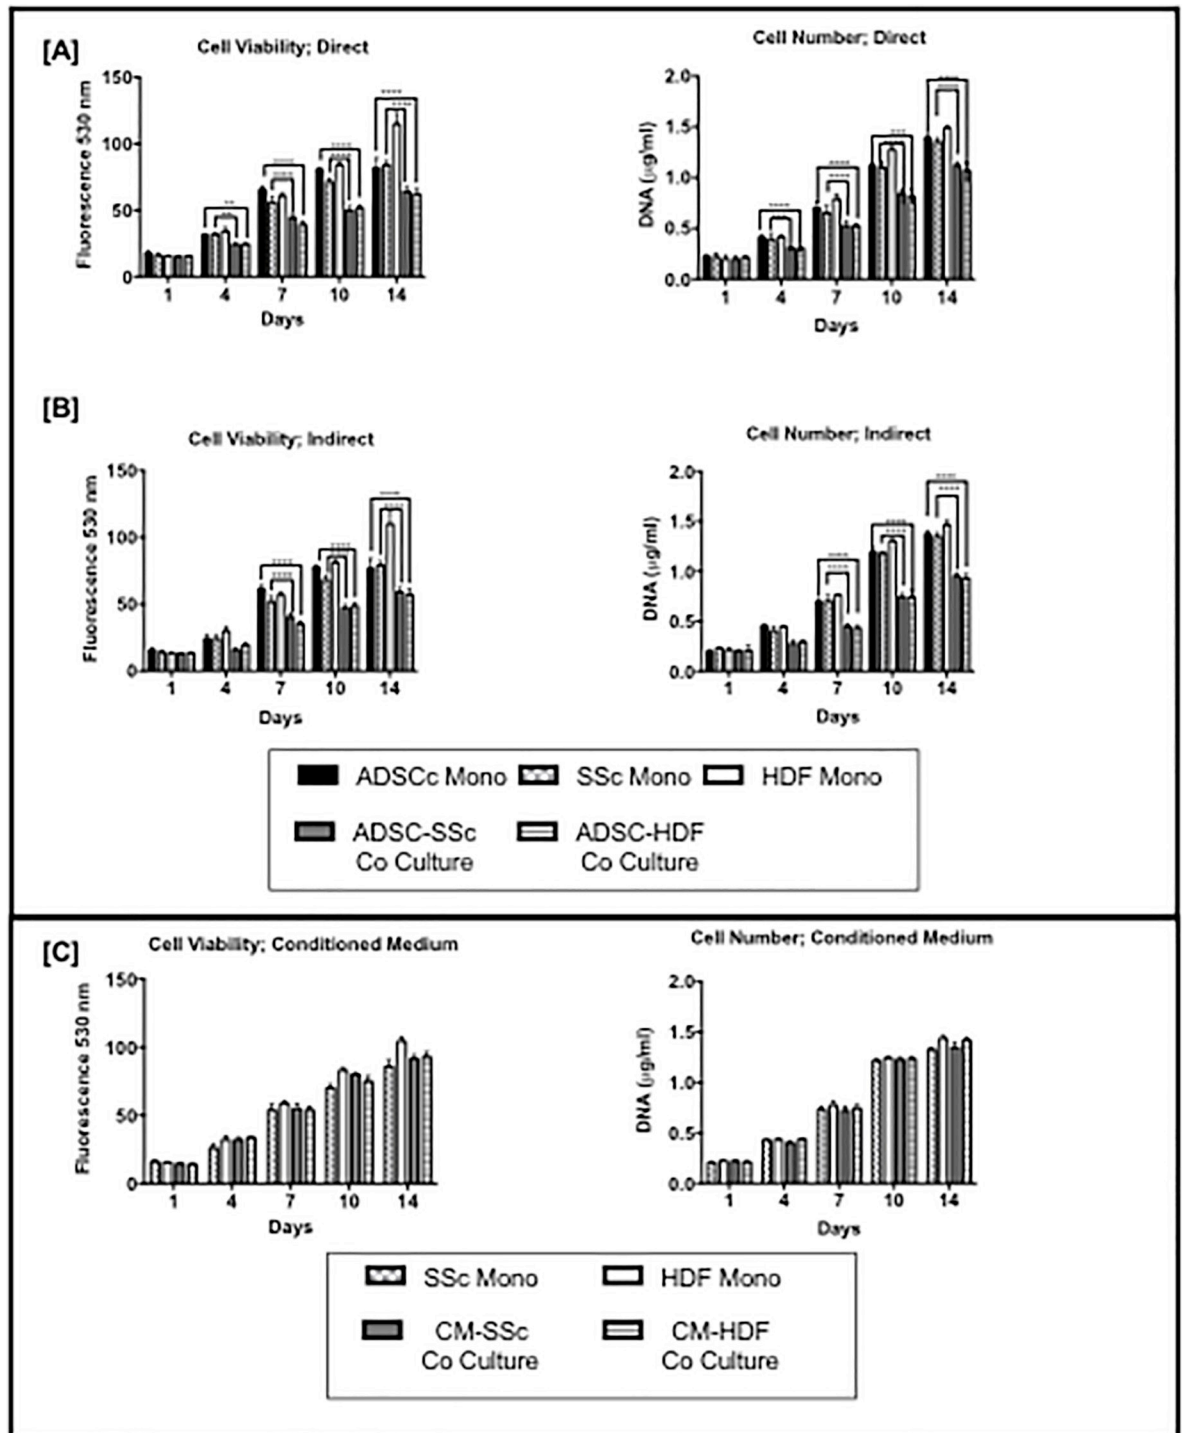 [A]
Cell Viability; Direct
Fluorescence 530 nm
150
100
50
0
1 4 7 10 14
Days
Cell Number; Direct
DNA (µg/ml)
2.0
1.5
1.0
0.5
0.0
1 4 7 10 14
Days
[B]
Cell Viability; Indirect
Fluorescence 530 nm
150
100
50
0
1 4 7 10 14
Days
Cell Number; Indirect
DNA (µg/ml)
2.0
1.5
1.0
0.5
0.0
1 4 7 10 14
Days
ADSCc Mono SSc Mono HDF Mono
ADSC-SSc ADSC-HDF
Co Culture Co Culture
[C]
Cell Viability; Conditioned Medium
Fluorescence 530 nm
150
100
50
0
1 4 7 10 14
Days
Cell Number; Conditioned Medium
DNA (µg/ml)
2.0
1.5
1.0
0.5
0.0
1 4 7 10 14
Days
SSc Mono HDF Mono
CM-SSc CM-HDF
Co Culture Co Culture